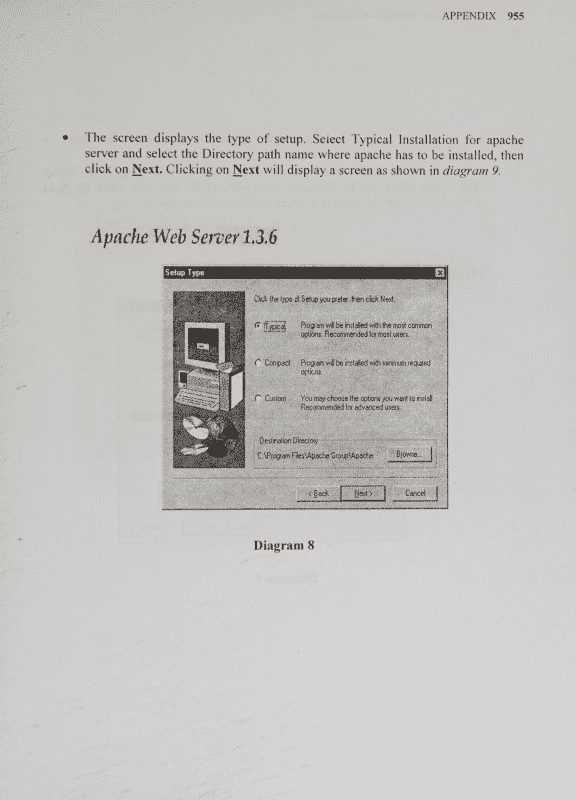 APPENDIX 955
• The screen displays the type of setup. Select Typical Installation for apache
server and select the Directory path name where apache has to be installed, then
click on Next. Clicking on Next will display a screen as shown in diagram 9.
Apache Web Server 1.3.6
Setup Type
Click the type of Setup you prefer, then click Next.
Typical Program will be installed with the most common
options. Recommended for most users.
Compact Program will be installed with minimum required
options.
Custom You may choose the options you want to install
Recommended for advanced users.
Destination Directory
C:\Program Files\Apache Group\Apache Browse...
< Back Next > Cancel
Diagram 8